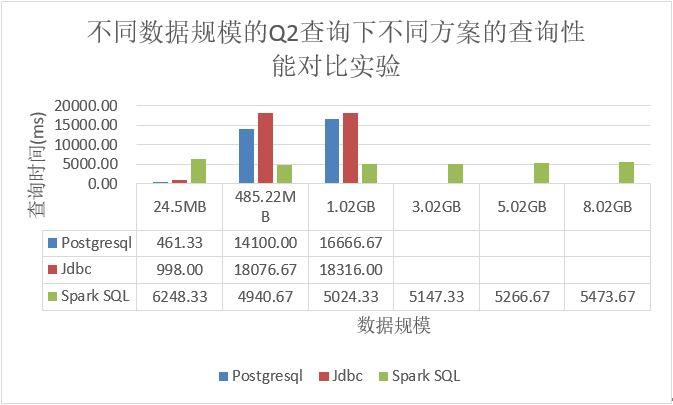 不同数据规模的Q2查询下不同方案的查询性
能对比实验
查询时间(ms)
20000.00
15000.00
10000.00
5000.00
0.00
24.5MB 485.22M 1.02GB 3.02GB 5.02GB 8.02GB
B
Postgresql 461.33 14100.00 16666.67
Jdbc 998.00 18076.67 18316.00
Spark SQL 6248.33 4940.67 5024.33 5147.33 5266.67 5473.67
数据规模
Postgresql Jdbc Spark SQL